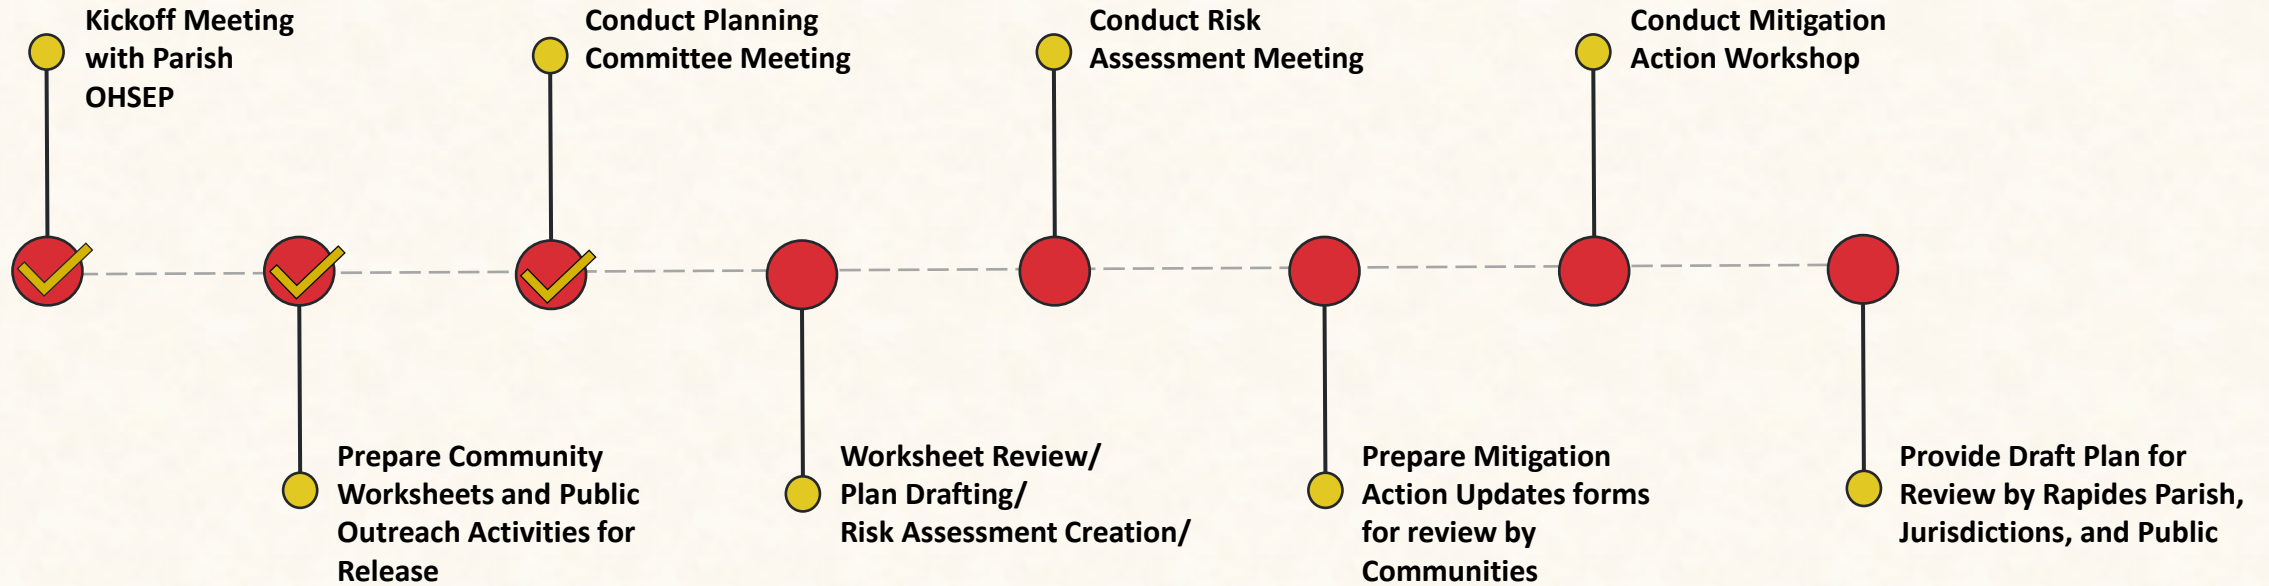 Kickoff Meeting
with Parish
OHSEP
Conduct Planning
Committee Meeting
Conduct Risk
Assessment Meeting
Conduct Mitigation
Action Workshop
Prepare Community
Worksheets and Public
Outreach Activities for
Release
Worksheet Review/
Plan Drafting/
Risk Assessment Creation/
Prepare Mitigation
Action Updates forms
for review by
Communities
Provide Draft Plan for
Review by Rapides Parish,
Jurisdictions, and Public